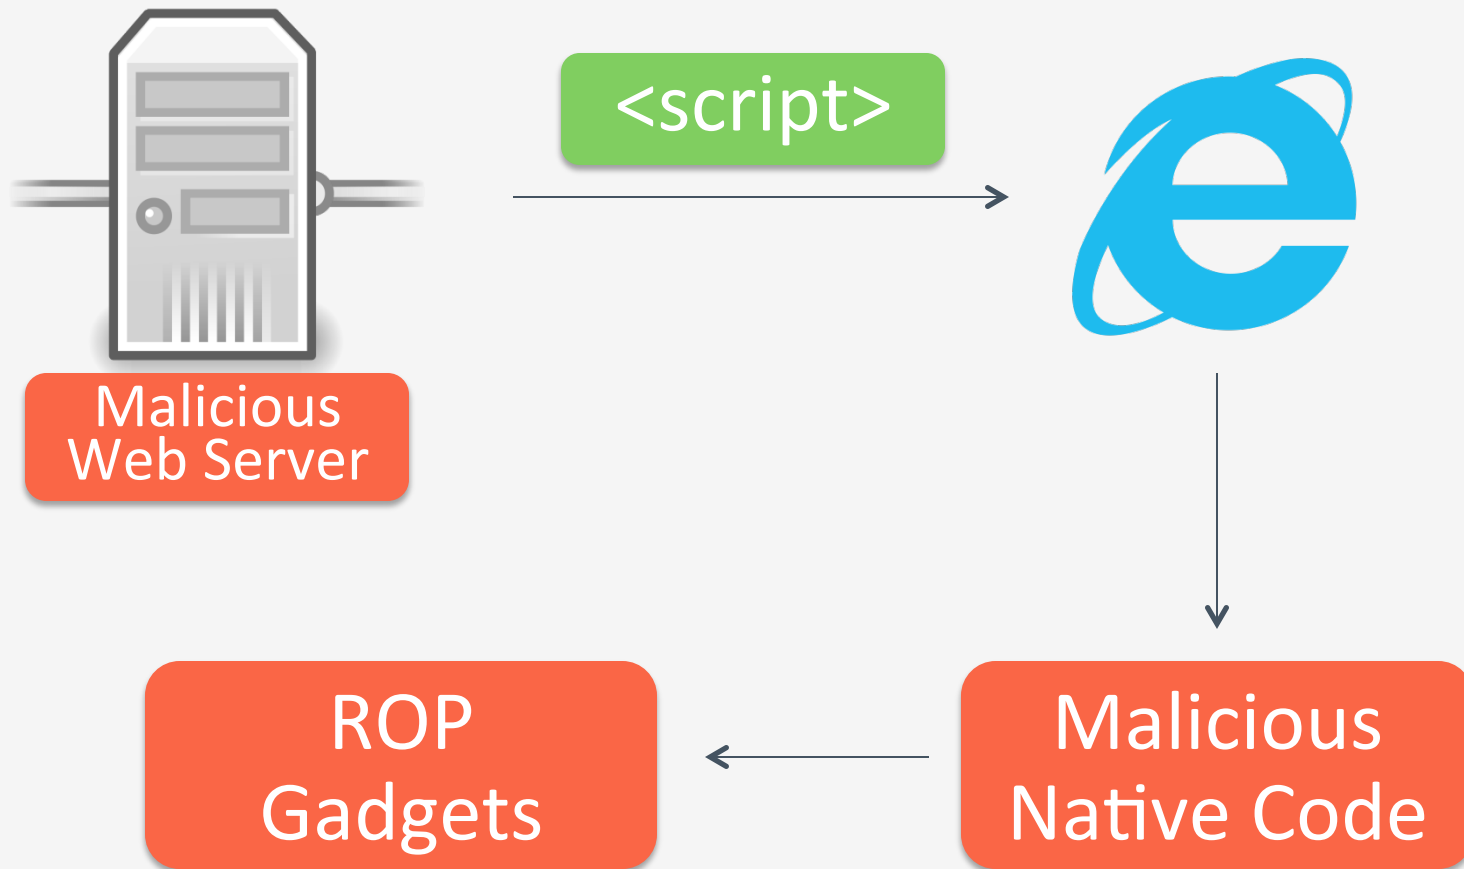 <script>
Malicious
Web Server
ROP
Gadgets
Malicious
Native Code